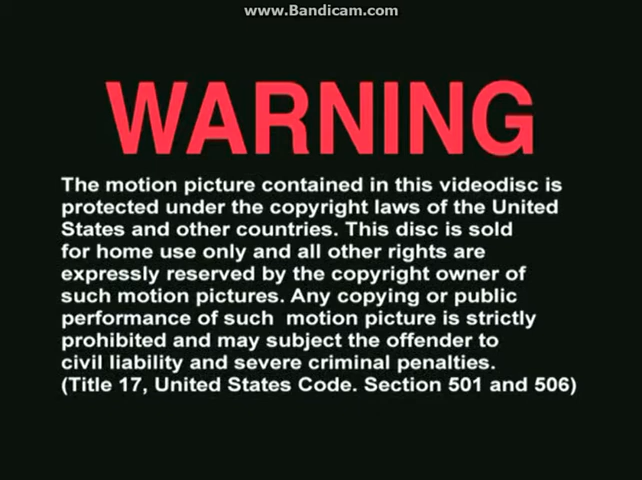 www.Bandicam.com
WARNING
The motion picture contained in this videodisc is
protected under the copyright laws of the United
States and other countries. This disc is sold
for home use only and all other rights are
expressly reserved by the copyright owner of
such motion pictures. Any copying or public
performance of such  motion picture is strictly
prohibited and may subject the offender to
civil liability and severe criminal penalties.
(Title 17, United States Code. Section 501 and 506)